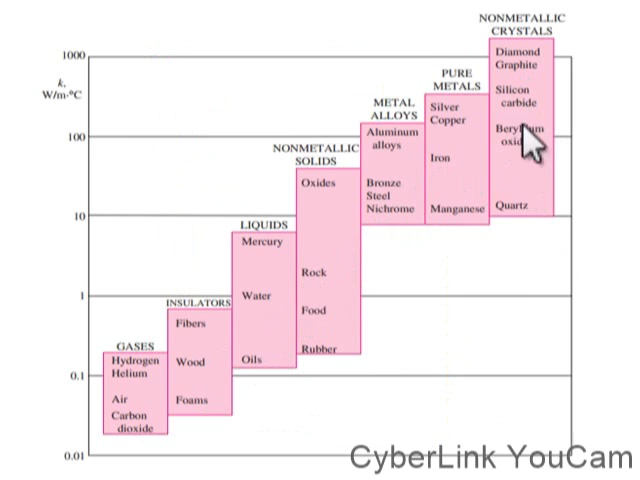 NONMETALLIC
CRYSTALS
Diamond
Graphite
Silicon
carbide
oxid
Quartz
PURE
METALS
Silver
Copper
Iron
Manganese
METAL
ALLOYS
Aluminum
alloys
Bronze
Steel
Nichrome
NONMETALLIC
SOLIDS
Oxides
Rock
Food
Rubber
LIQUIDS
Mercury
Water
Oils
INSULATORS
Fibers
Wood
Foams
GASES
Hydrogen
Helium
Air
Carbon
dioxide
k,
W/m·°C
1000
100
10
1
0.1
0.01
CyberLink YouCam